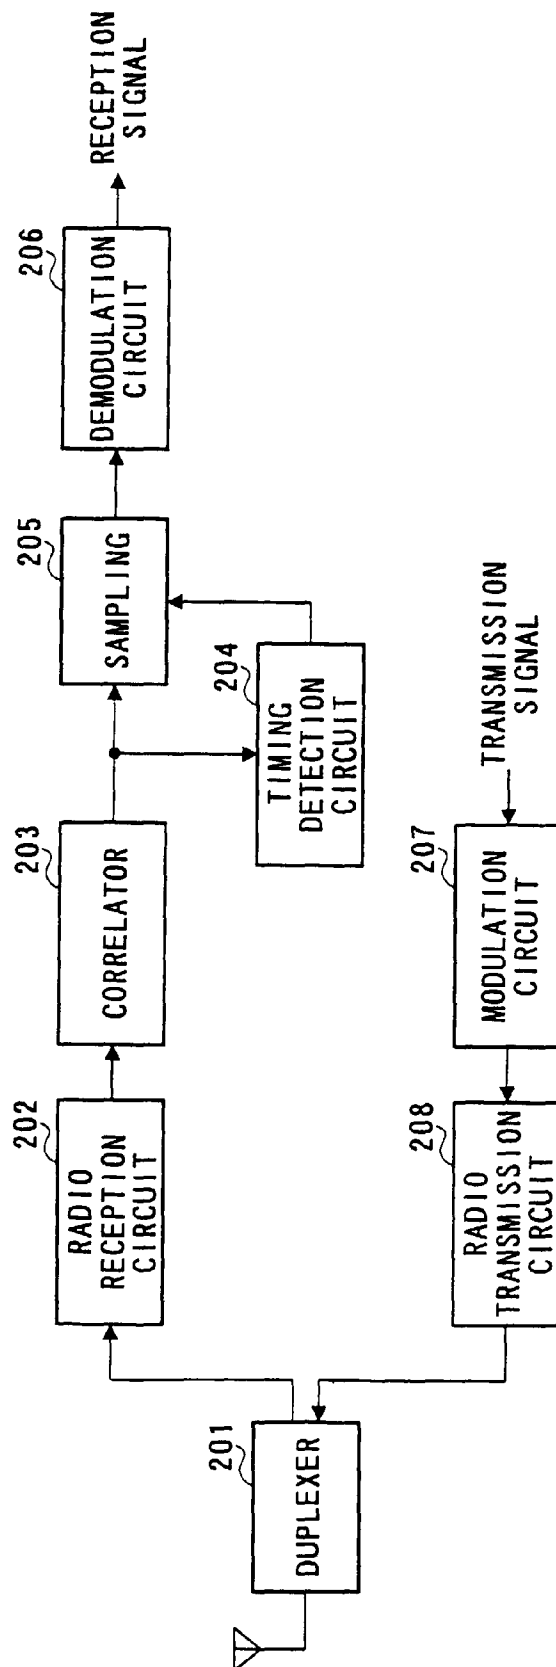 201
DUPLEXER
202
RADIO
RECEPTION
CIRCUIT
203
CORRELATOR
204
TIMING
DETECTION
CIRCUIT
205
SAMPLING
206
DEMODULATION
CIRCUIT
RECEPTION
SIGNAL
208
RADIO
TRANSMISSION
CIRCUIT
207
MODULATION
CIRCUIT
TRANSMISSION
SIGNAL